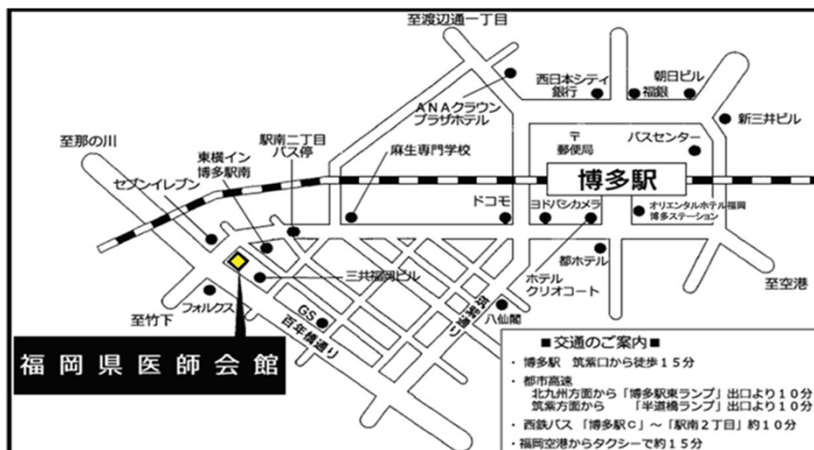 至渡辺通一丁目
西日本シティ
銀行
福銀
朝日ビル
新三井ビル
ANAクラウン
プラザホテル
至那の川
駅南二丁目
バス停
東横イン
博多駅南
麻生専門学校
〒
郵便局
バスセンター
セブンイレブン
博多駅
ドコモ
ヨドバシカメラ
オリエンタルホテル福岡
博多ステーション
三共福岡ビル
都ホテル
ホテル
クリオコート
至空港
フォルクス
至竹下
GS
百年橋通り
筑紫通り
八仙閣
福岡県医師会館
■交通のご案内■
・博多駅 筑紫口から徒歩15分
・都市高速
北九州方面から「博多駅東ランプ」出口より10分
筑紫方面から 「半道橋ランプ」出口より10分
・西鉄バス 「博多駅C」～「駅南2丁目」約10分
・福岡空港からタクシーで約15分